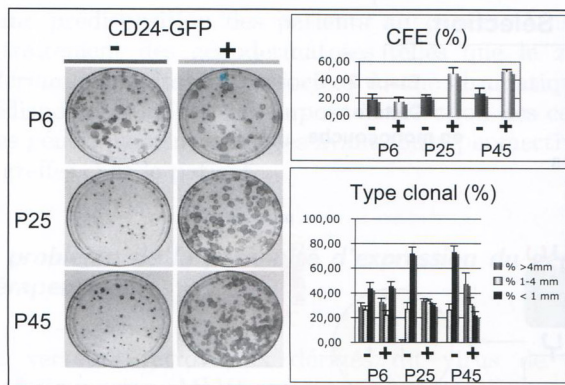 CD24-GFP
- +
P6
P25
P45
CFE (%)
60,00
40,00
20,00
0,00
- + - + - +
P6 P25 P45
Type clonal (%)
100,00
80,00
60,00
40,00
20,00
0,00
% >4mm
% 1-4 mm
% < 1 mm
- + - + - +
P6 P25 P45